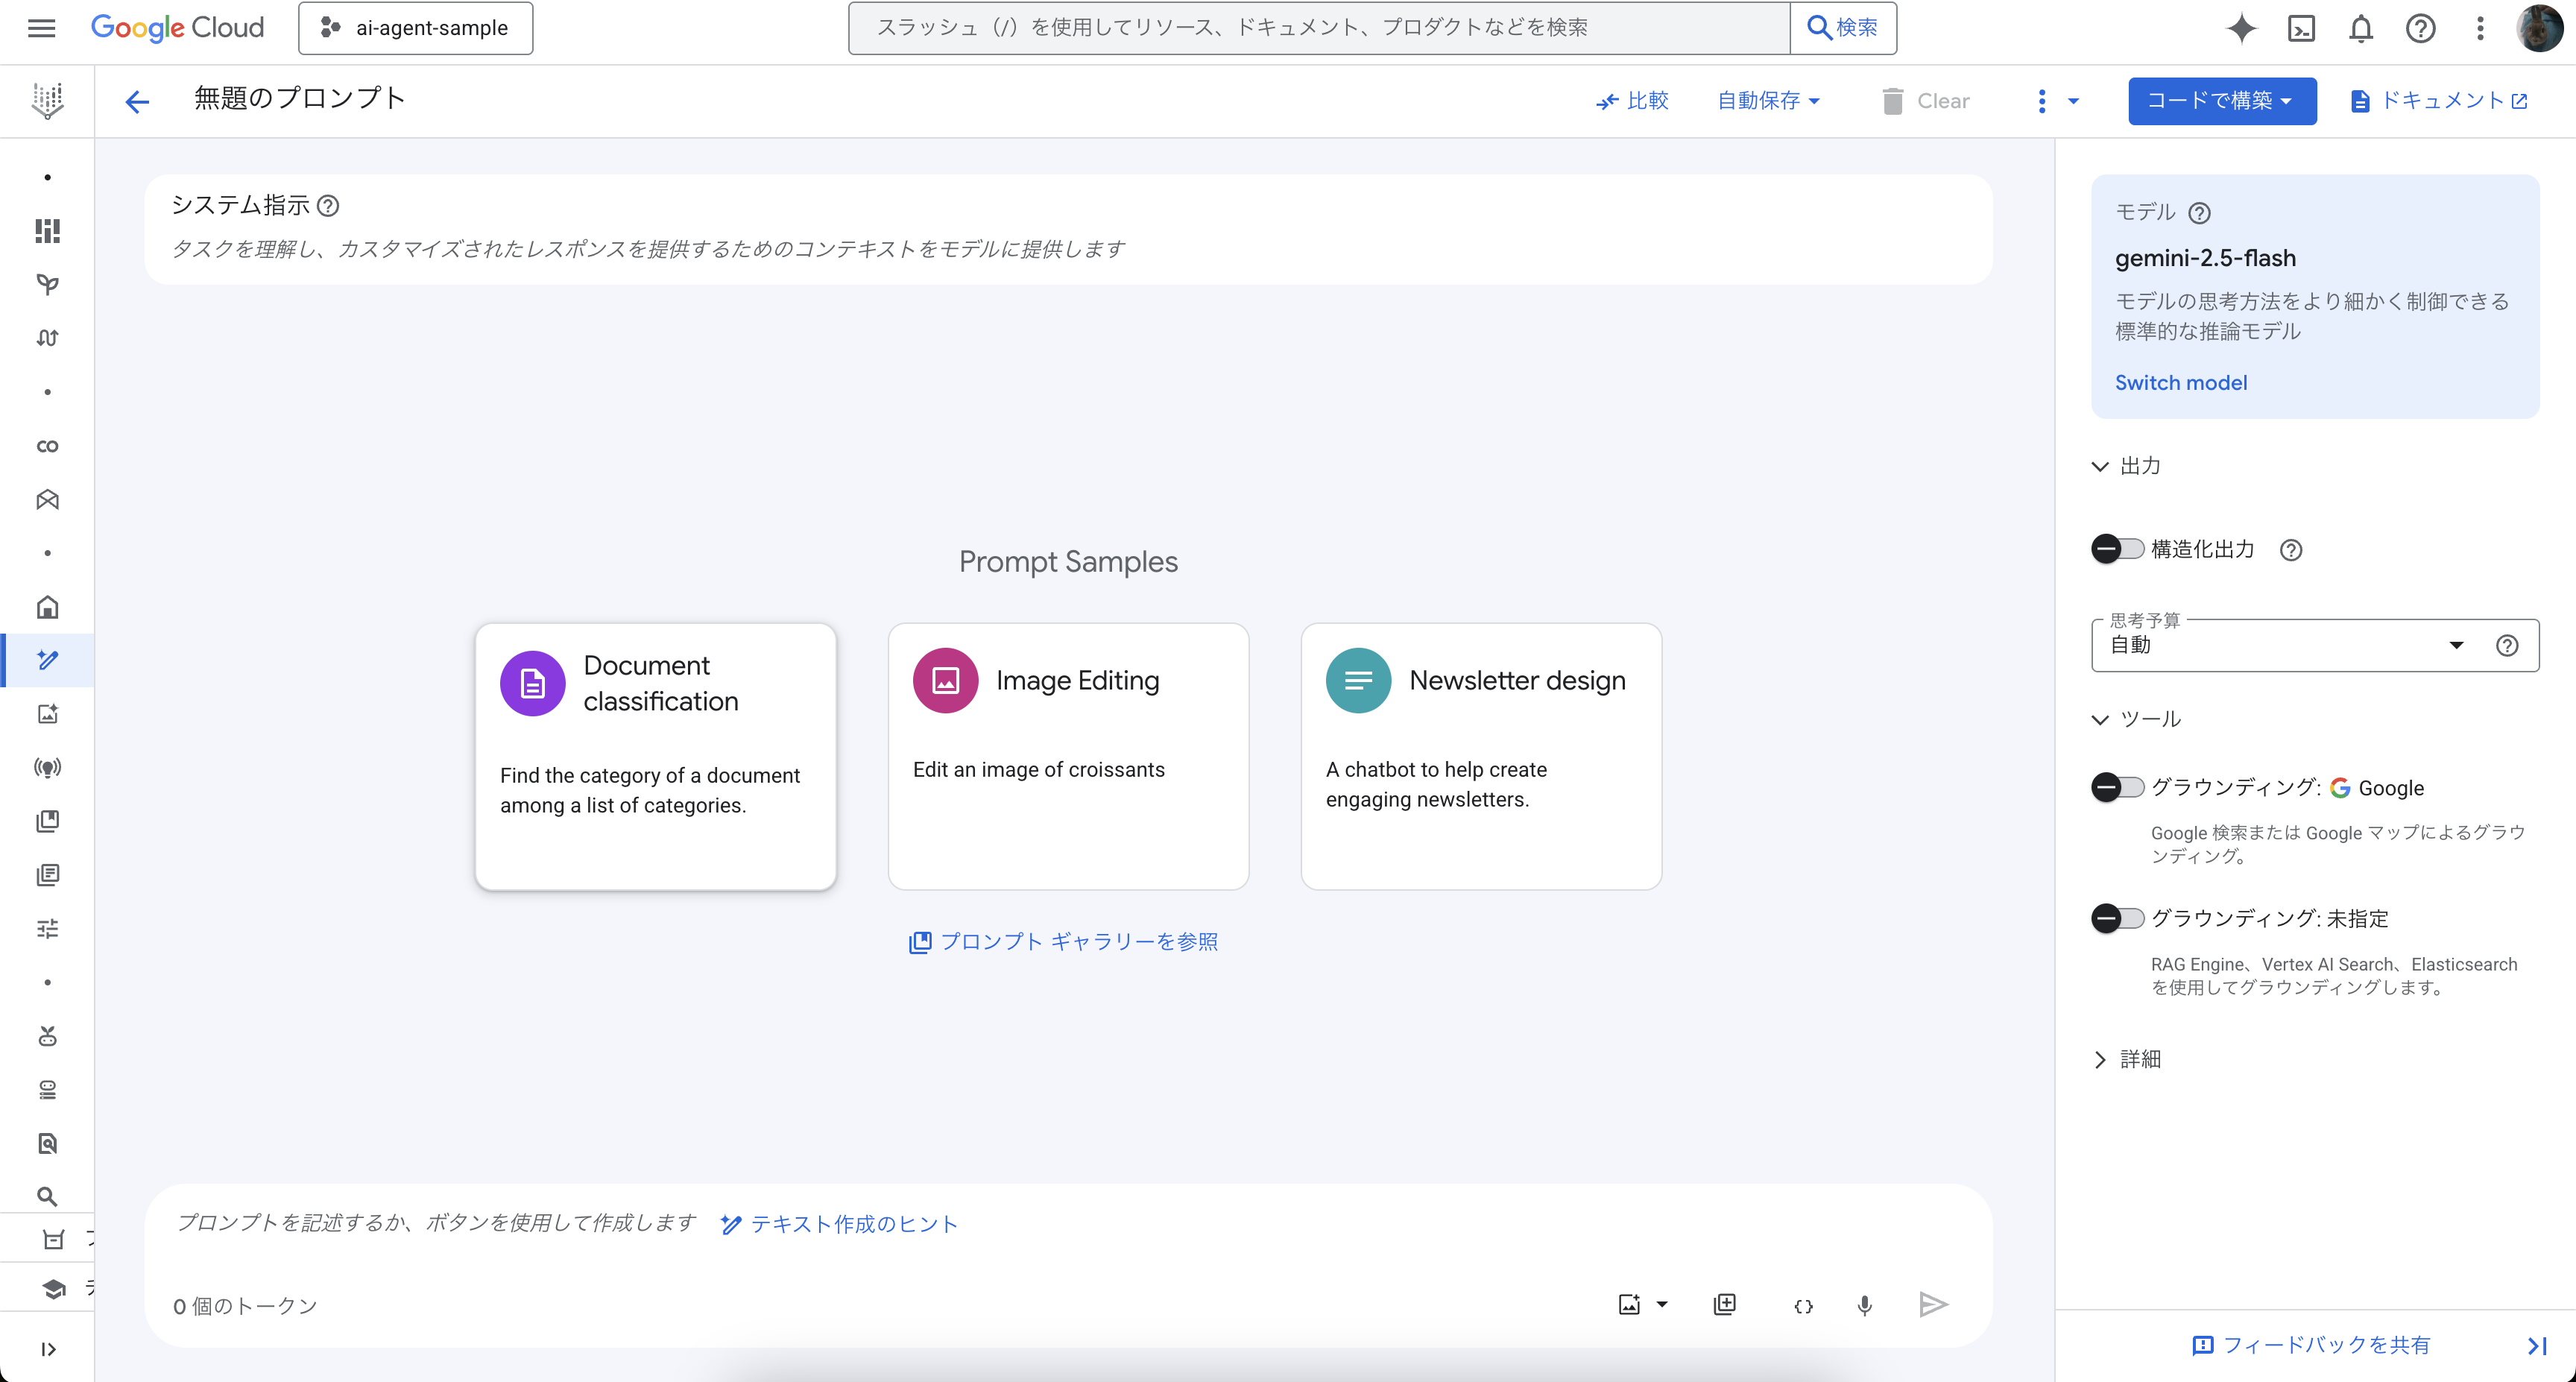 Google Cloud
ai-agent-sample
スラッシュ（/）を使用してリソース、ドキュメント、プロダクトなどを検索
検索
無題のプロンプト
比較
自動保存
Clear
コードで構築
ドキュメント
システム指示
タスクを理解し、カスタマイズされたレスポンスを提供するためのコンテキストをモデルに提供します
Prompt Samples
Document
classification
Find the category of a document
among a list of categories.
Image Editing
Edit an image of croissants
Newsletter design
A chatbot to help create
engaging newsletters.
プロンプト ギャラリーを参照
プロンプトを記述するか、ボタンを使用して作成します
テキスト作成のヒント
0 個のトークン
モデル
gemini-2.5-flash
モデルの思考方法をより細かく制御できる
標準的な推論モデル
Switch model
出力
構造化出力
思考予算
自動
ツール
グラウンディング: Google
Google 検索または Google マップによるグラウ
ンディング。
グラウンディング: 未指定
RAG Engine、Vertex AI Search、Elasticsearch
を使用してグラウンディングします。
詳細
フィードバックを共有